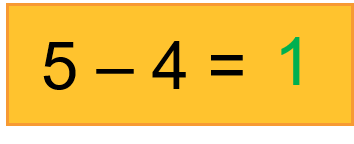 5 – 4 = 1